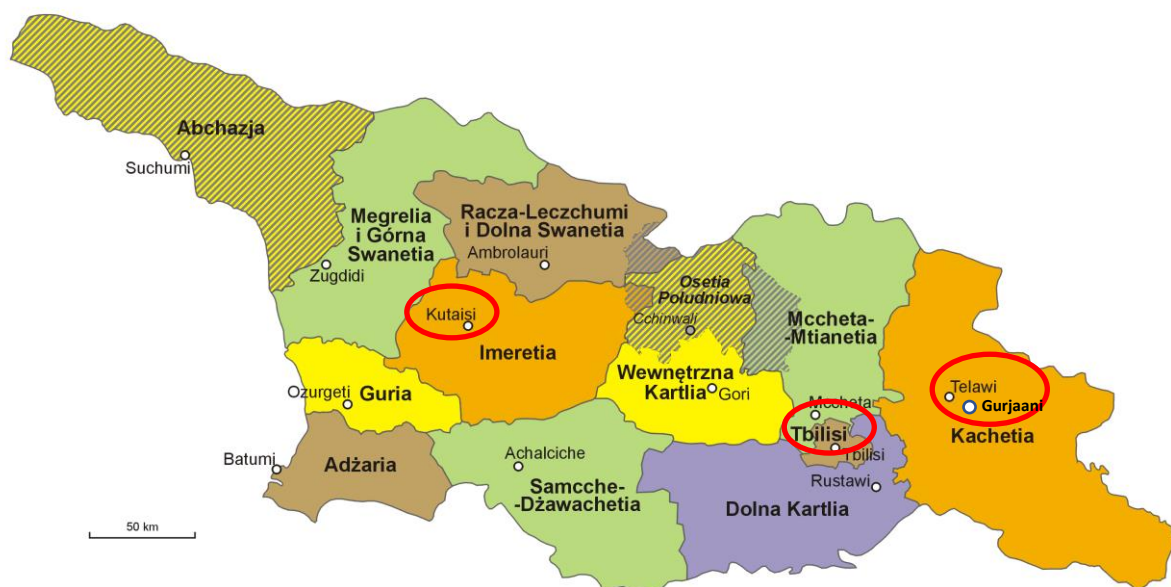 Abchazja
Suchumi
Megrelia
i Górna
Swanetia
Zugdidi
Racza-Leczchumi
i Dolna Swanetia
Ambrolauri
Osetia
Południowa
Cchinwali
Kutaisi
Imeretia
Mccheta-
-Mtianetia
Wewnętrzna
Kartlia
Gori
Mccheta
Telawi
Gurjaani
Kachetia
Ozurgeti
Guria
Tbilisi
Tbilisi
Batumi
Adżaria
Achalciche
Samcche-
-Dżawachetia
Rustawi
Dolna Kartlia
50 km